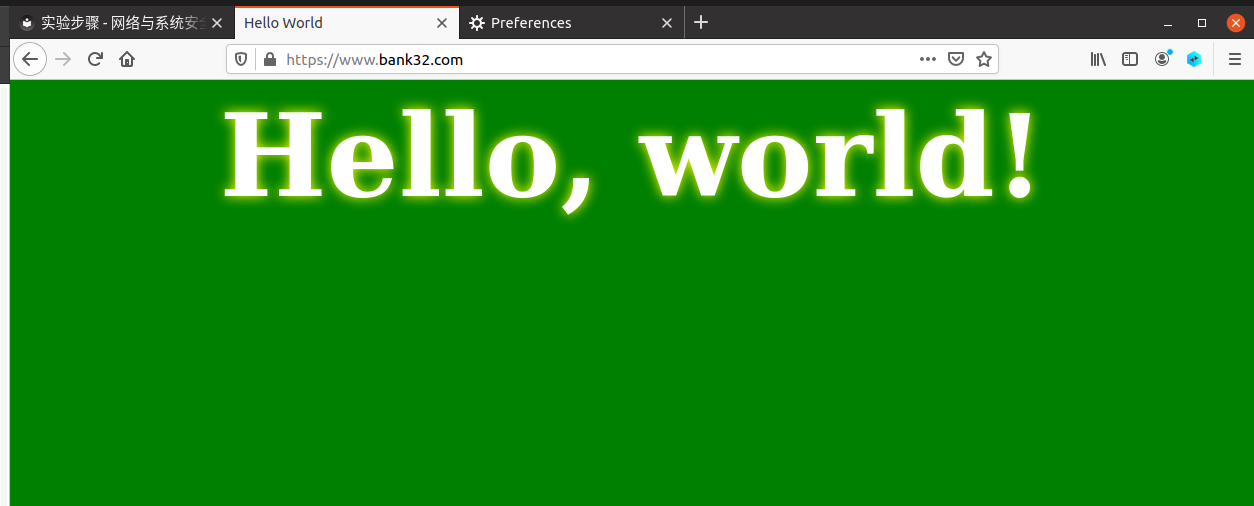 实验步骤 - 网络与系统安全
Hello World
Preferences
https://www.bank32.com
Hello, world!